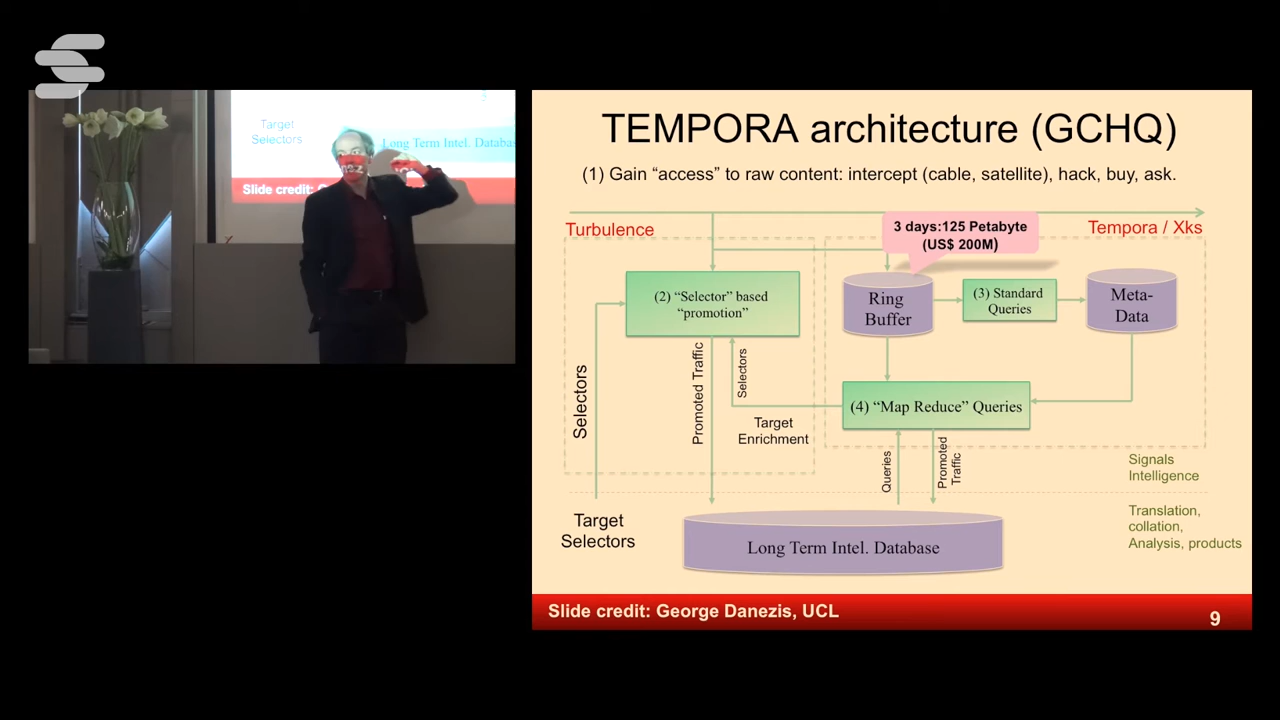 Target
Selectors
Long Term Intel. Databas
Slide credit: G
TEMPORA architecture (GCHQ)
(1) Gain “access” to raw content: intercept (cable, satellite), hack, buy, ask.
Turbulence
3 days:125 Petabyte
(US$ 200M)
Tempora / Xks
(2) “Selector” based
“promotion”
Ring
Buffer
(3) Standard
Queries
Meta-
Data
Selectors
Promoted Traffic
Selectors
(4) “Map Reduce” Queries
Target
Enrichment
Queries
Promoted
Traffic
Signals
Intelligence
Target
Selectors
Long Term Intel. Database
Translation,
collation,
Analysis, products
Slide credit: George Danezis, UCL
9